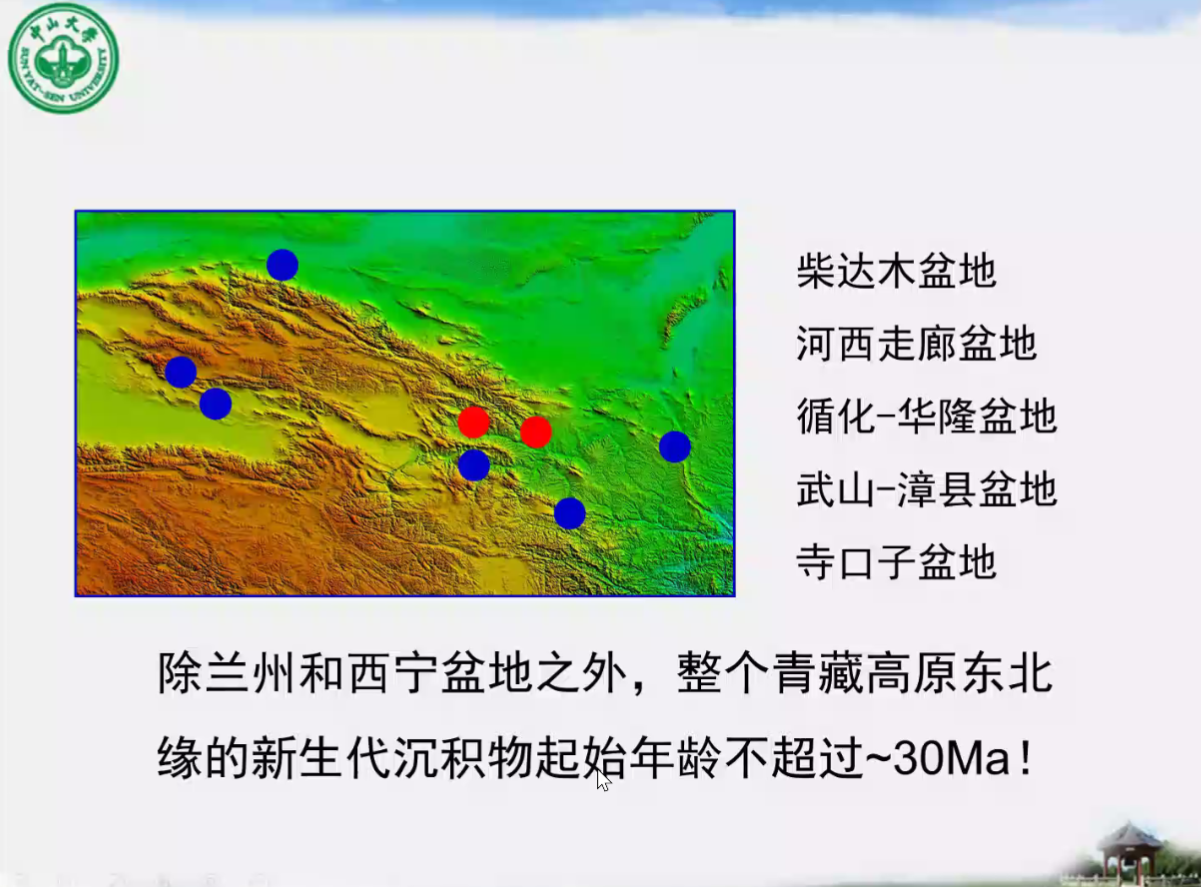 中山大学
SUN YAT-SEN UNIVERSITY
柴达木盆地
河西走廊盆地
循化-华隆盆地
武山-漳县盆地
寺口子盆地
除兰州和西宁盆地之外，整个青藏高原东北
缘的新生代沉积物起始年龄不超过~30Ma！